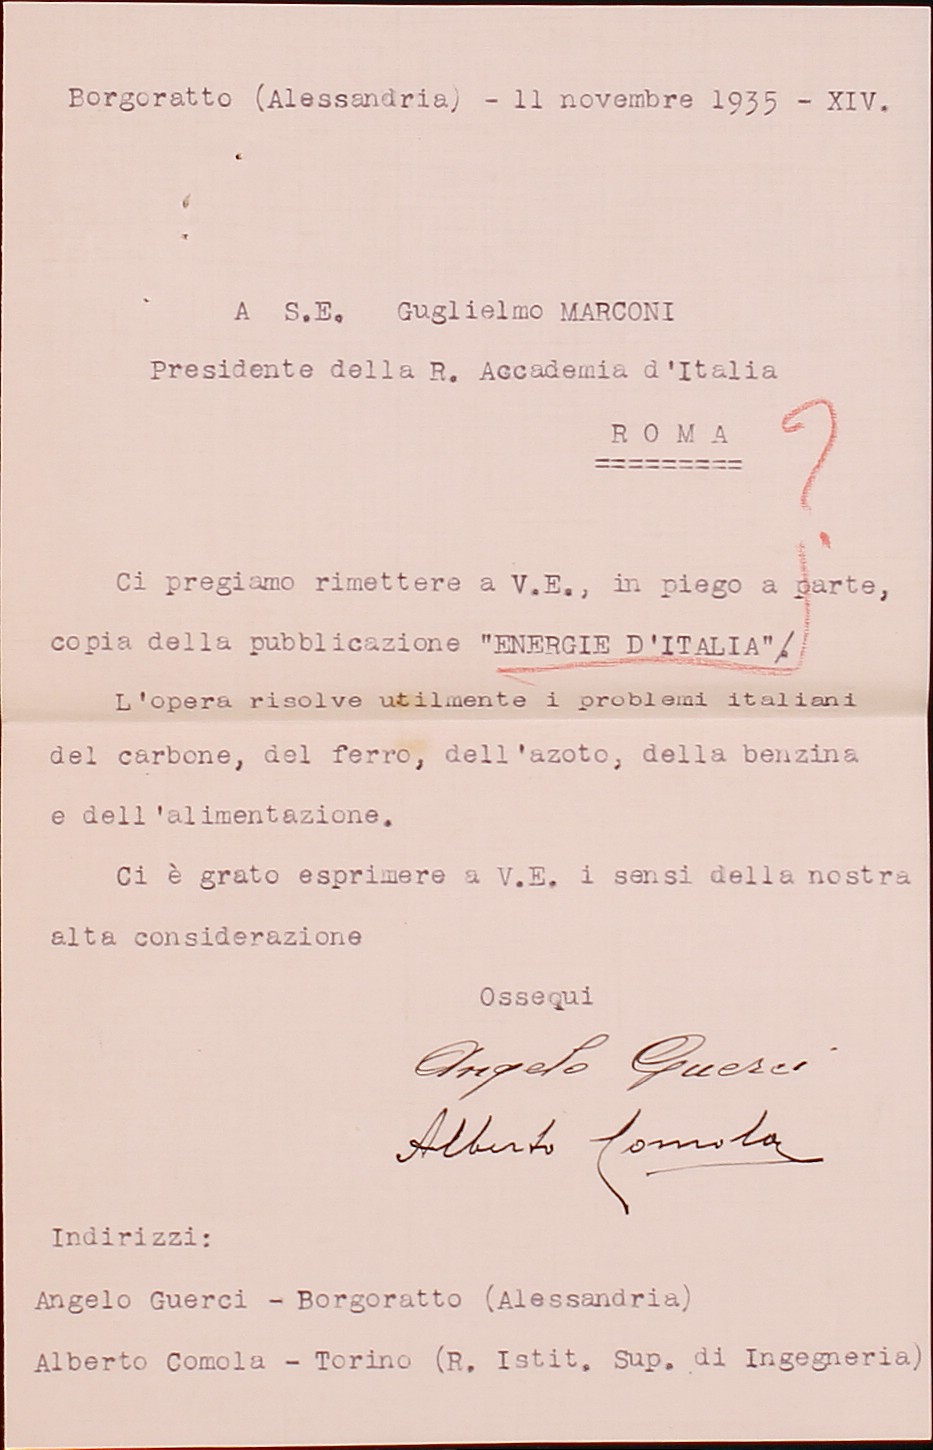 Borgoratto (Alessandria) - 11 novembre 1935 - XIV.
A S.E. Guglielmo MARCONI
Presidente della R. Accademia d'Italia
R O M A
=========
?
Ci pregiamo rimettere a V.E., in piego a parte,
copia della pubblicazione "ENERGIE D'ITALIA"/.
L'opera risolve utilmente i problemi italiani
del carbone, del ferro, dell'azoto, della benzina
e dell'alimentazione.
Ci è grato esprimere a V.E. i sensi della nostra
alta considerazione
Ossequi
Angelo Guerci
Alberto Comola
Indirizzi:
Angelo Guerci - Borgoratto (Alessandria)
Alberto Comola - Torino (R. Istit. Sup. di Ingegneria)